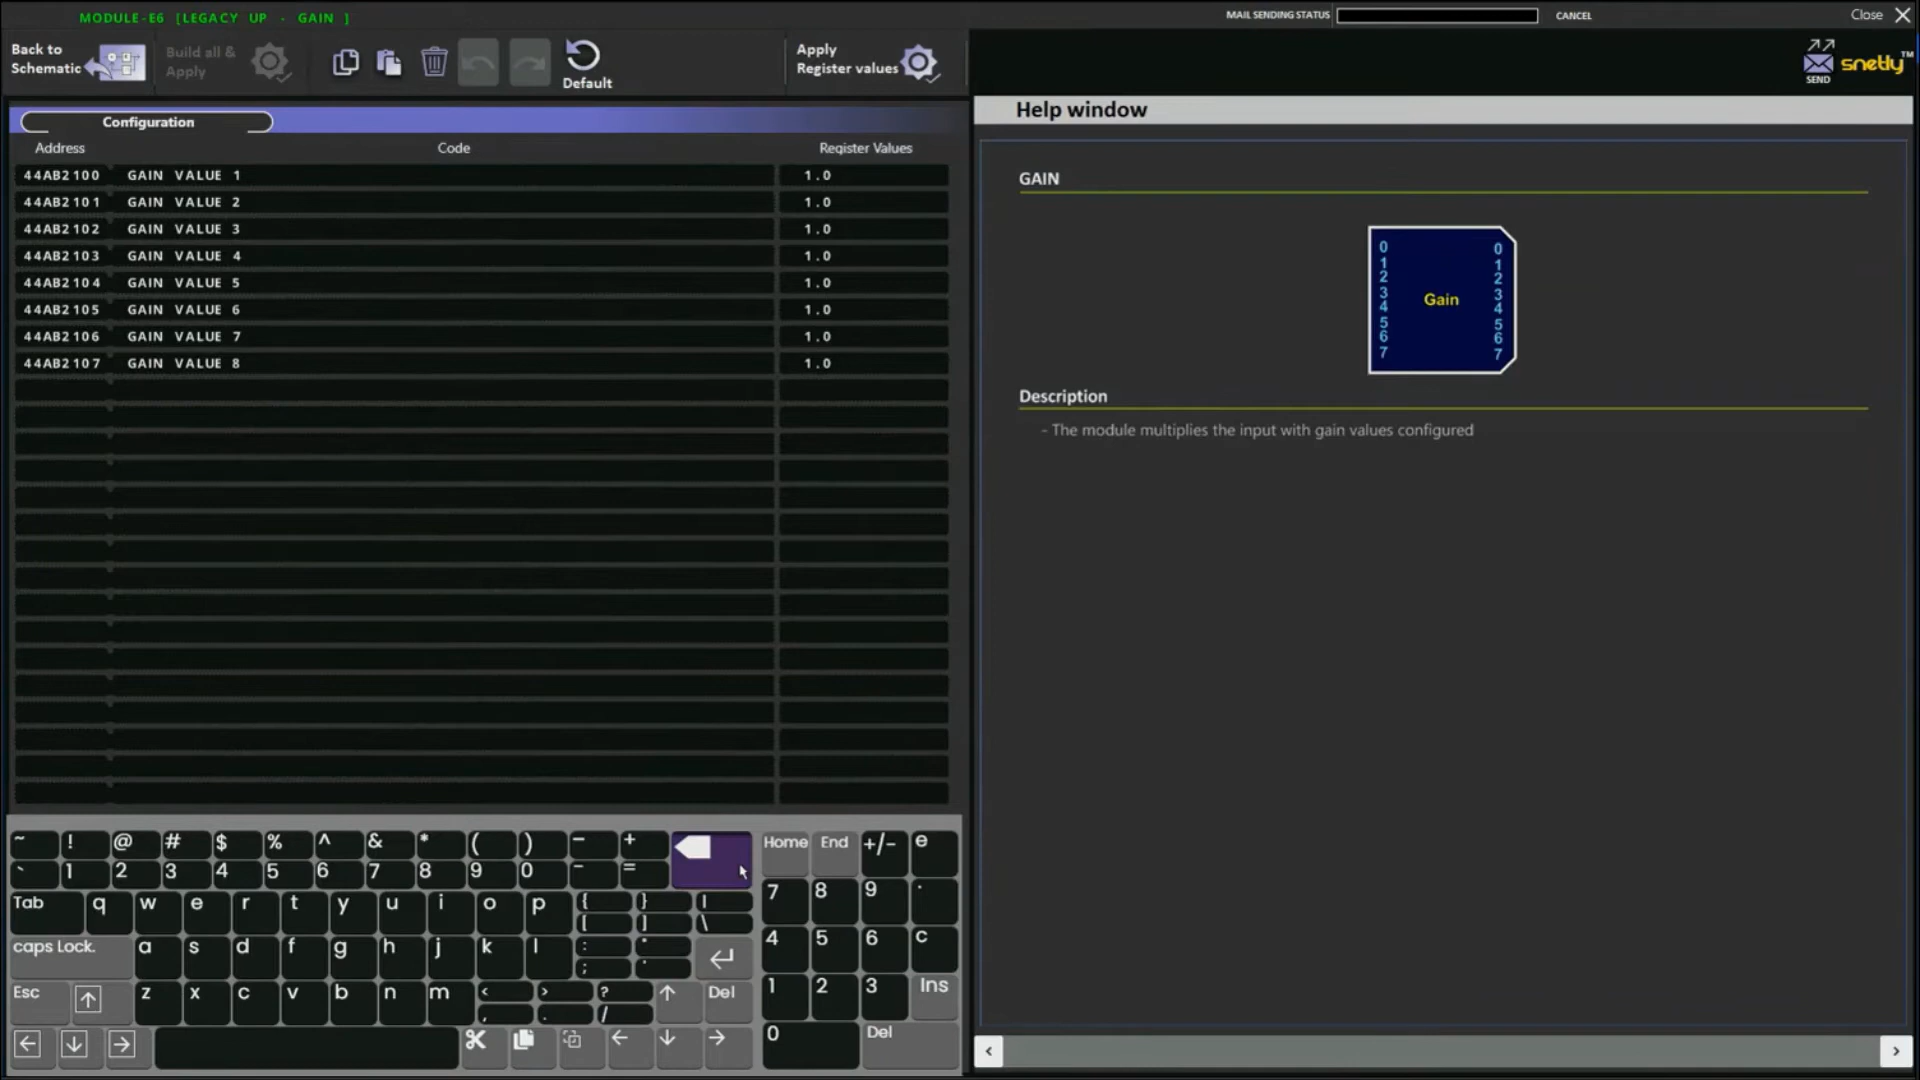 MODULE-E6 [LEGACY UP - GAIN ]
MAIL SENDING STATUS
CANCEL
Close
Back to
Schematic
Build all &
Apply
Default
Apply
Register values
SEND
snetly™
Configuration
Address Code Register Values
44AB2100 GAIN VALUE 1 1.0
44AB2101 GAIN VALUE 2 1.0
44AB2102 GAIN VALUE 3 1.0
44AB2103 GAIN VALUE 4 1.0
44AB2104 GAIN VALUE 5 1.0
44AB2105 GAIN VALUE 6 1.0
44AB2106 GAIN VALUE 7 1.0
44AB2107 GAIN VALUE 8 1.0
Help window
GAIN
0 0
1 1
2 2
3 Gain 3
4 4
5 5
6 6
7 7
Description
- The module multiplies the input with gain values configured
~ ! @ # $ % ^ & * ( ) - + Home End +/- e
` 1 2 3 4 5 6 7 8 9 0 - = 7 8 9 .
Tab q w e r t y u i o p { } |
[ ] \
4 5 6 c
caps Lock. a s d f g h j k l : "
; '
1 2 3 Ins
Esc ↑ z x c v b n m < > ? ↑ Del
, . /
← ↓ → ← ↓ → 0 Del
< >